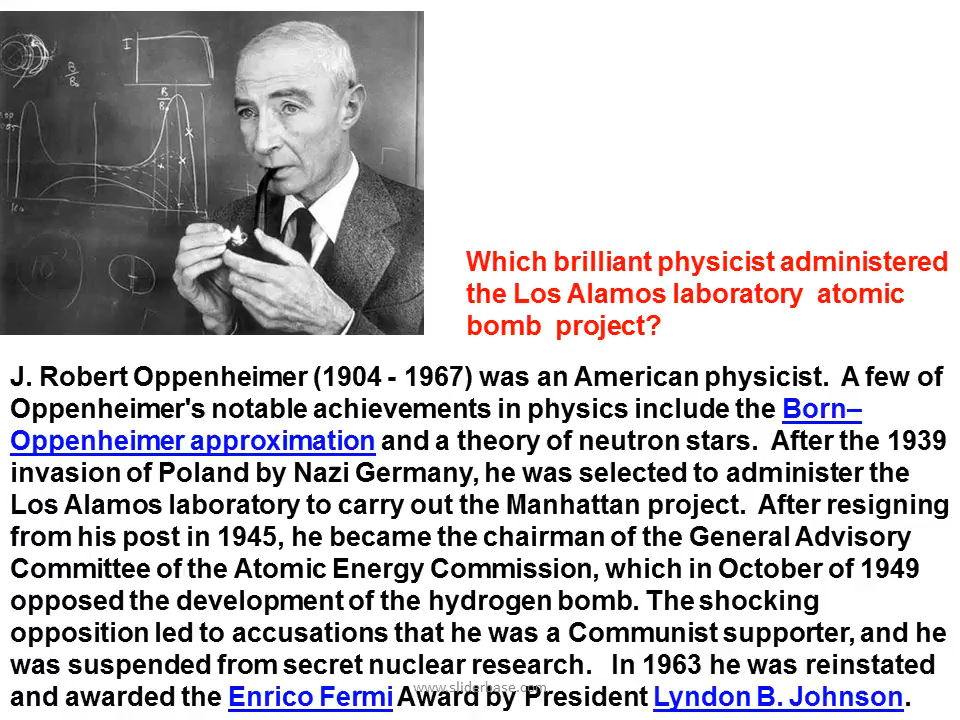 I
B
B₀
B
B₀
Which brilliant physicist administered
the Los Alamos laboratory atomic
bomb project?
J. Robert Oppenheimer (1904 - 1967) was an American physicist. A few of
Oppenheimer's notable achievements in physics include the Born–
Oppenheimer approximation and a theory of neutron stars. After the 1939
invasion of Poland by Nazi Germany, he was selected to administer the
Los Alamos laboratory to carry out the Manhattan project. After resigning
from his post in 1945, he became the chairman of the General Advisory
Committee of the Atomic Energy Commission, which in October of 1949
opposed the development of the hydrogen bomb. The shocking
opposition led to accusations that he was a Communist supporter, and he
was suspended from secret nuclear research. In 1963 he was reinstated
and awarded the Enrico Fermi Award by President Lyndon B. Johnson.
www.sliderbase.com